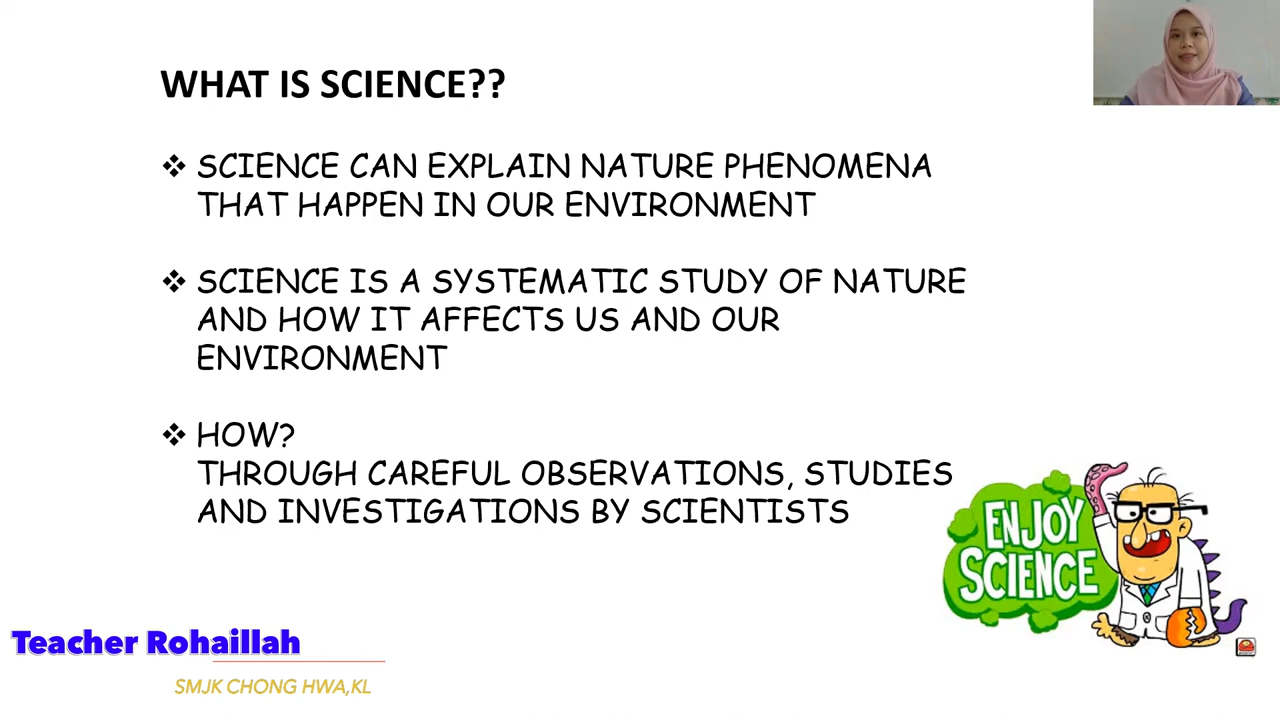 WHAT IS SCIENCE??
❖ SCIENCE CAN EXPLAIN NATURE PHENOMENA
THAT HAPPEN IN OUR ENVIRONMENT
❖ SCIENCE IS A SYSTEMATIC STUDY OF NATURE
AND HOW IT AFFECTS US AND OUR
ENVIRONMENT
❖ HOW?
THROUGH CAREFUL OBSERVATIONS, STUDIES
AND INVESTIGATIONS BY SCIENTISTS
ENJOY
SCIENCE
Teacher Rohaillah
SMJK CHONG HWA,KL